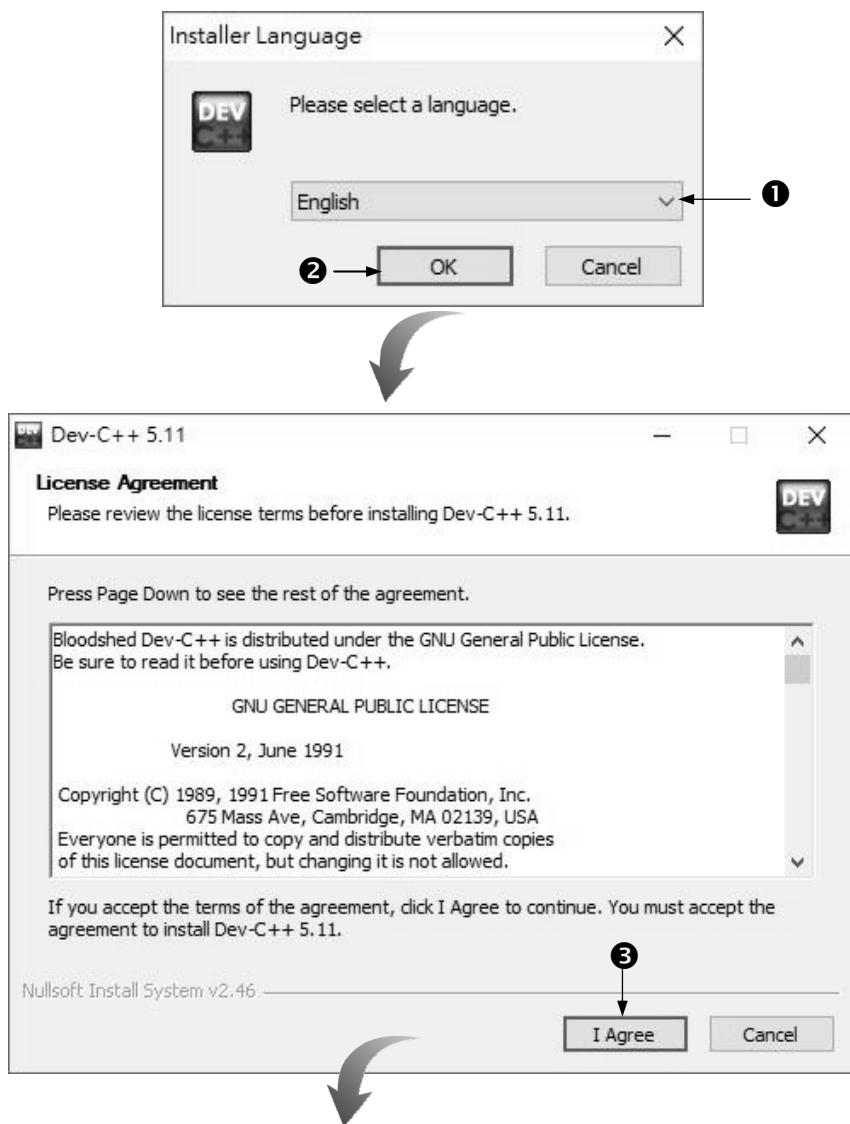 Installer Language
DEV
C++
Please select a language.
English
❶
❷
OK
Cancel
Dev-C++ 5.11
License Agreement
Please review the license terms before installing Dev-C++ 5.11.
DEV
C++
Press Page Down to see the rest of the agreement.
Bloodshed Dev-C++ is distributed under the GNU General Public License.
Be sure to read it before using Dev-C++.
GNU GENERAL PUBLIC LICENSE
Version 2, June 1991
Copyright (C) 1989, 1991 Free Software Foundation, Inc.
675 Mass Ave, Cambridge, MA 02139, USA
Everyone is permitted to copy and distribute verbatim copies
of this license document, but changing it is not allowed.
If you accept the terms of the agreement, click I Agree to continue. You must accept the
agreement to install Dev-C++ 5.11.
❸
Nullsoft Install System v2.46
I Agree
Cancel